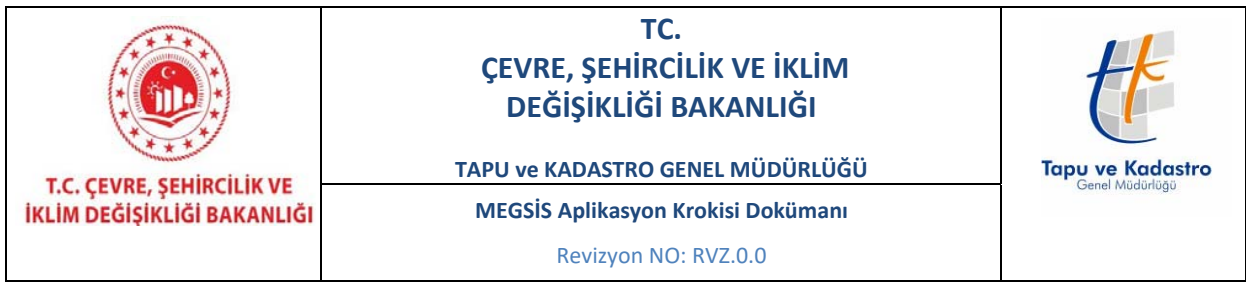 T.C. ÇEVRE, ŞEHİRCİLİK VE
İKLİM DEĞİŞİKLİĞİ BAKANLIĞI
TC.
ÇEVRE, ŞEHİRCİLİK VE İKLİM
DEĞİŞİKLİĞİ BAKANLIĞI
TAPU ve KADASTRO GENEL MÜDÜRLÜĞÜ
MEGSİS Aplikasyon Krokisi Dokümanı
Revizyon NO: RVZ.0.0
Tapu ve Kadastro
Genel Müdürlüğü